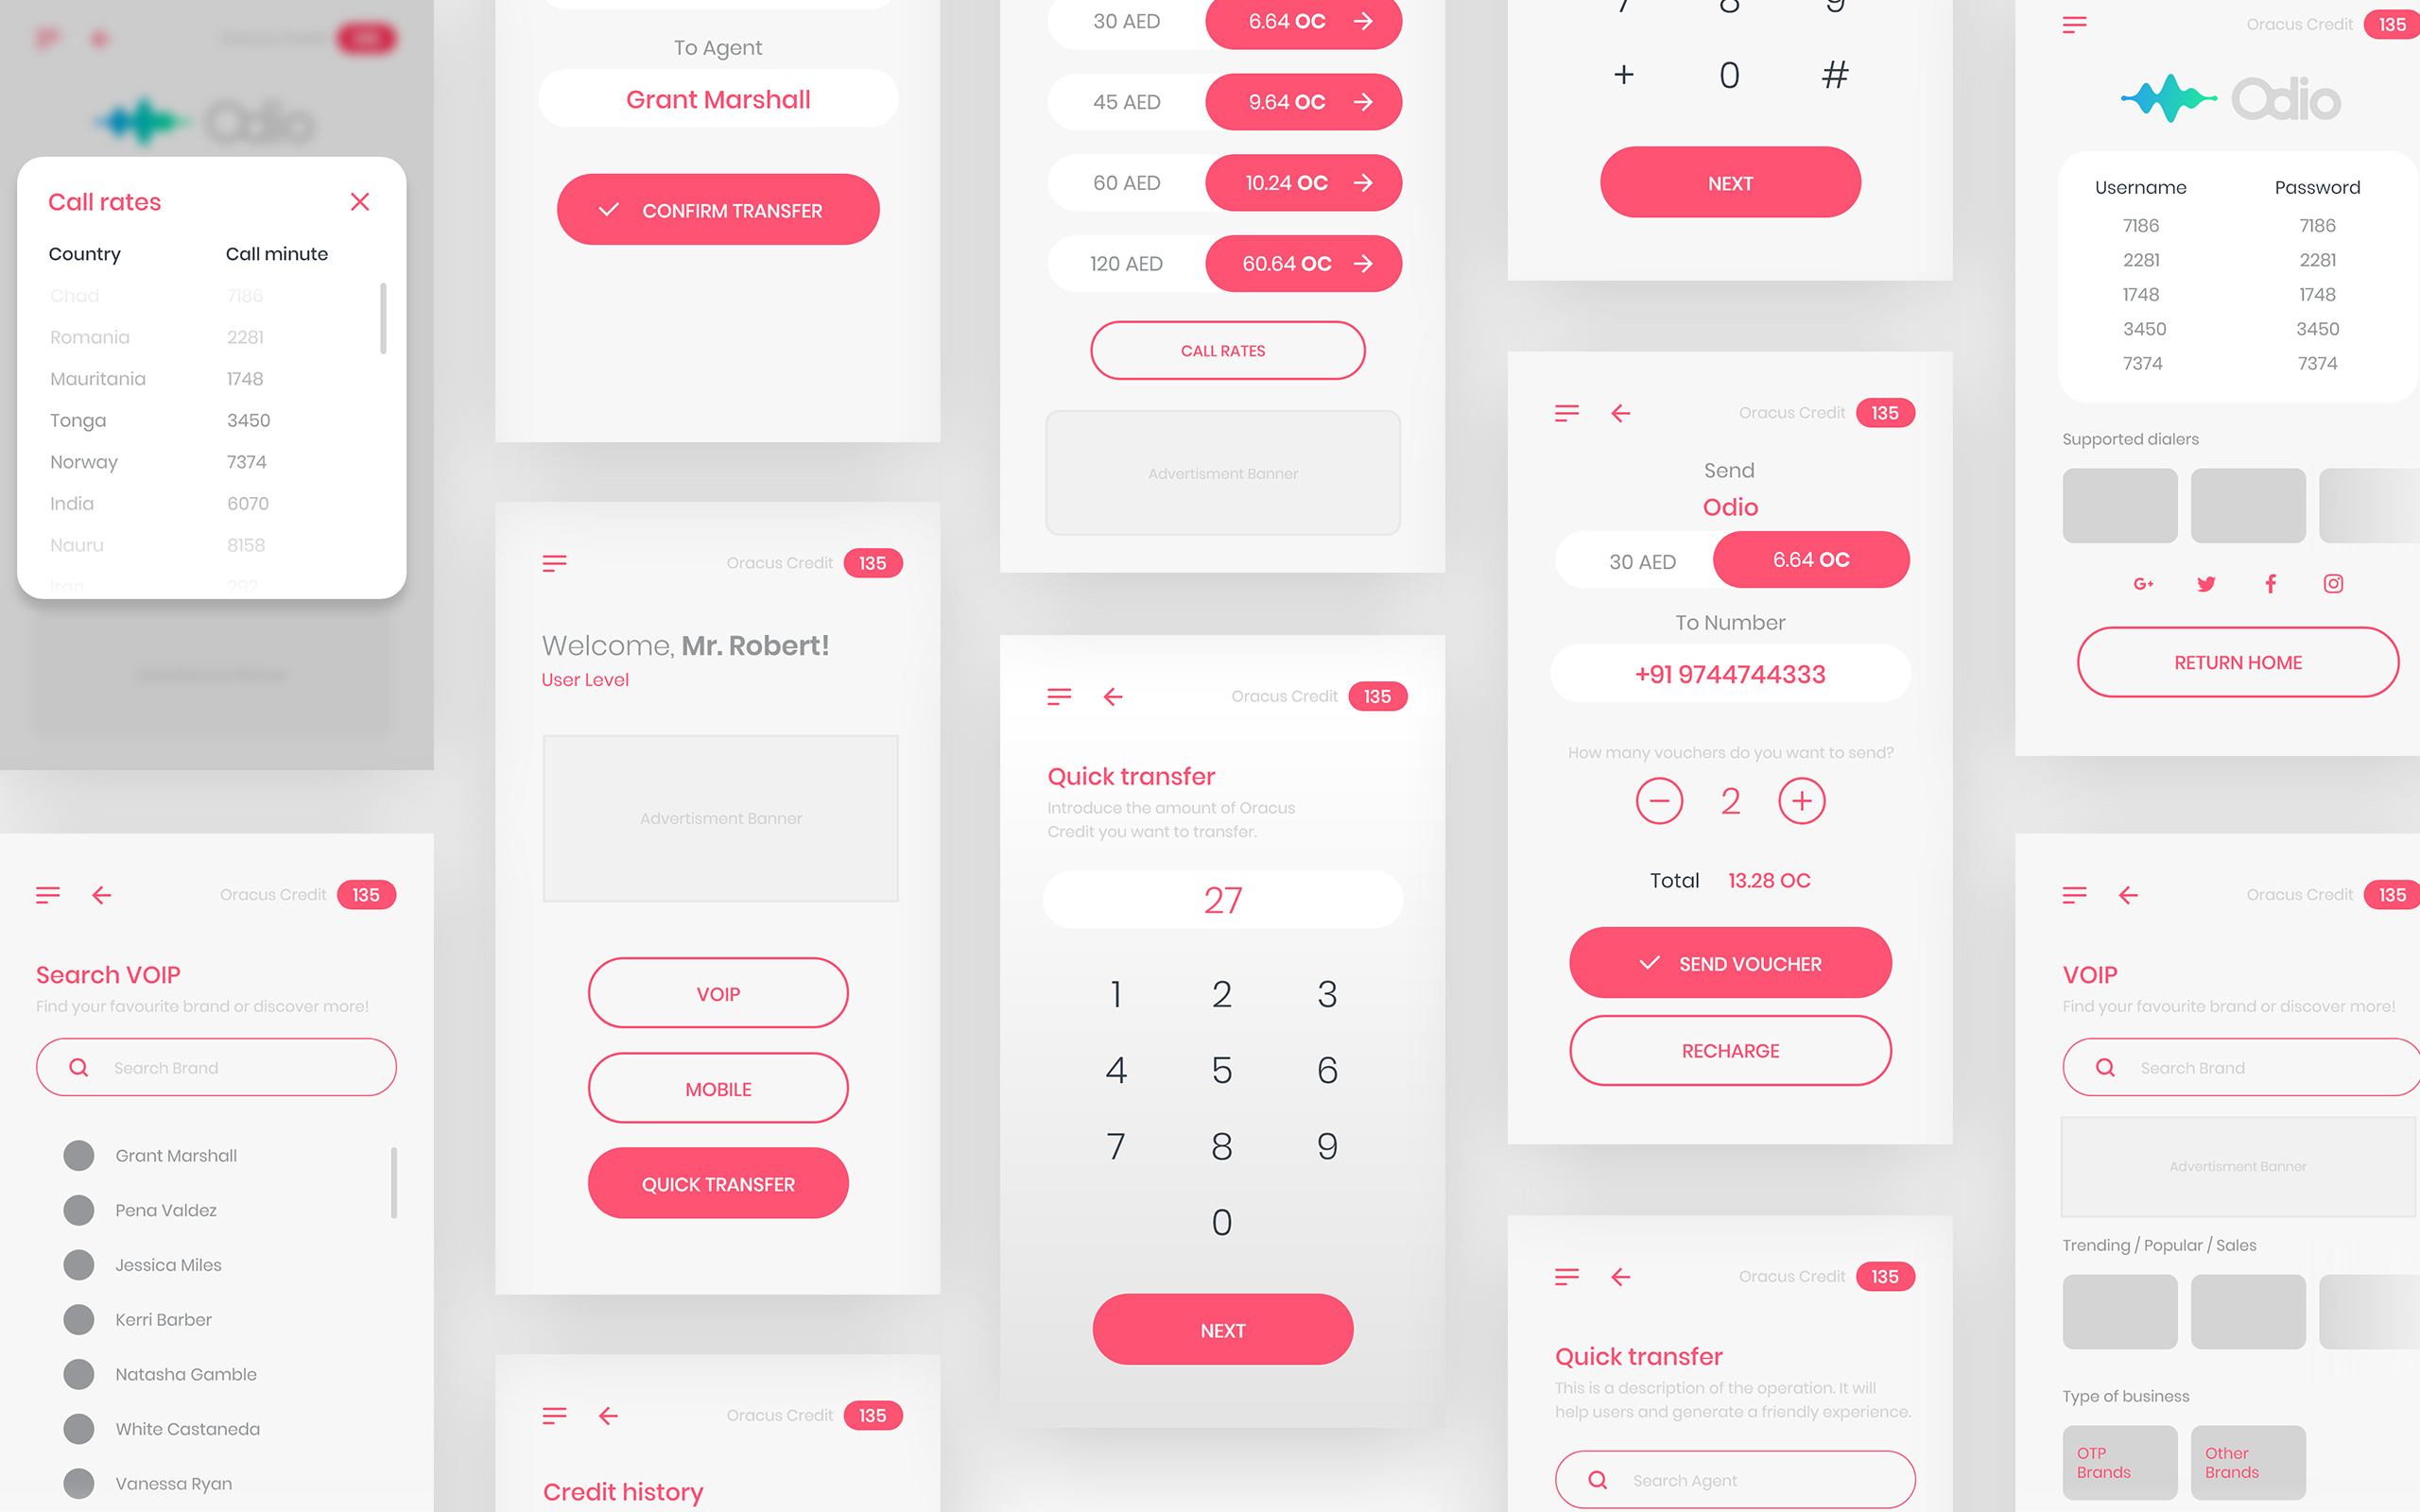 Odio
Call rates
Country Call minute
Chad 7186
Romania 2281
Mauritania 1748
Tonga 3450
Norway 7374
India 6070
Nauru 8158
Iran 292
Oracus Credit 135
Search VOIP
Find your favourite brand or discover more!
Search Brand
Grant Marshall
Pena Valdez
Jessica Miles
Kerri Barber
Natasha Gamble
White Castaneda
Vanessa Ryan
To Agent
Grant Marshall
CONFIRM TRANSFER
Oracus Credit 135
Welcome, Mr. Robert!
User Level
Advertisment Banner
VOIP
MOBILE
QUICK TRANSFER
Oracus Credit 135
Credit history
30 AED 6.64 OC
45 AED 9.64 OC
60 AED 10.24 OC
120 AED 60.64 OC
CALL RATES
Advertisment Banner
Oracus Credit 135
Quick transfer
Introduce the amount of Oracus
Credit you want to transfer.
27
1 2 3
4 5 6
7 8 9
0
NEXT
7 8 9
+ 0 #
NEXT
Oracus Credit 135
Send
Odio
30 AED 6.64 OC
To Number
+91 9744744333
How many vouchers do you want to send?
2
Total 13.28 OC
SEND VOUCHER
RECHARGE
Oracus Credit 135
Quick transfer
This is a description of the operation. It will
help users and generate a friendly experience.
Search Agent
Oracus Credit 135
Odio
Username Password
7186 7186
2281 2281
1748 1748
3450 3450
7374 7374
Supported dialers
G+
RETURN HOME
Oracus Credit 135
VOIP
Find your favourite brand or discover more!
Search Brand
Advertisment Banner
Trending / Popular / Sales
Type of business
OTP
Brands
Other
Brands